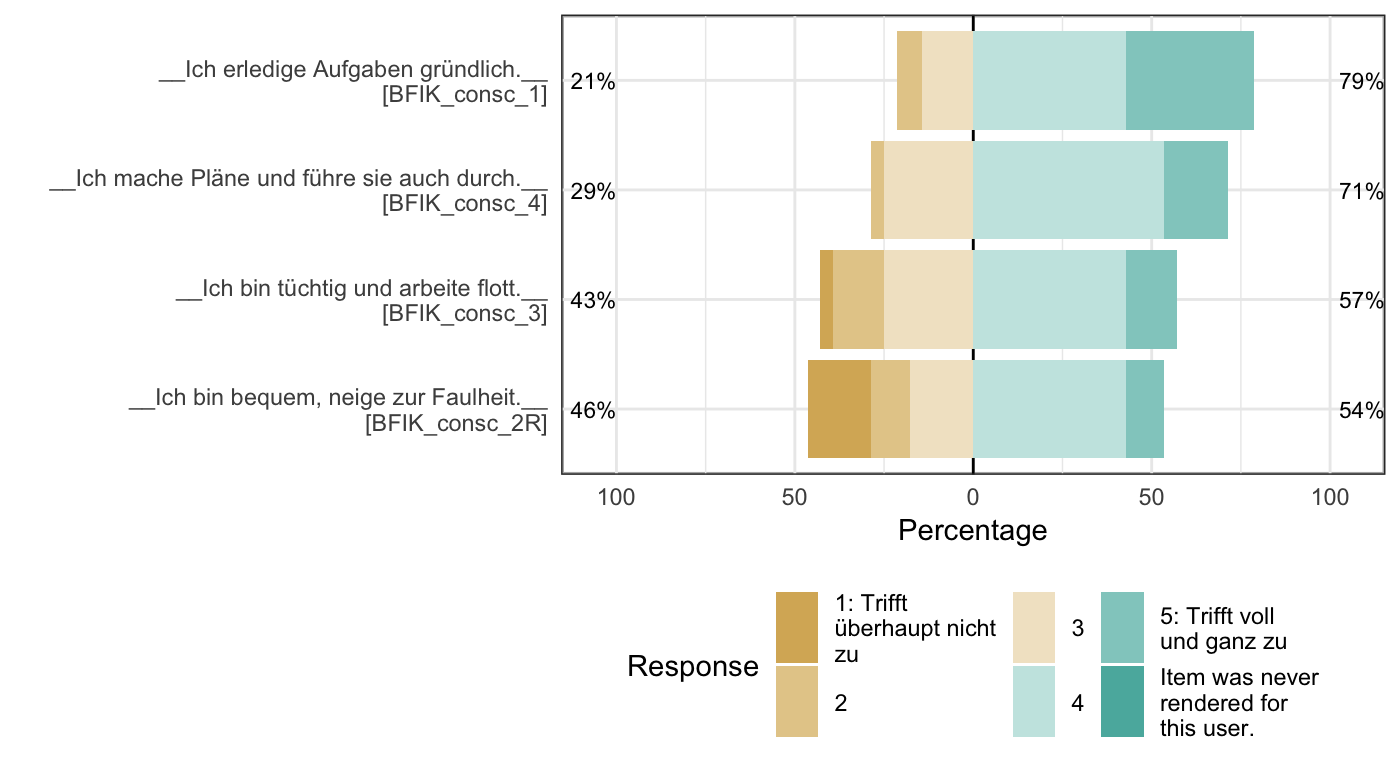 __Ich erledige Aufgaben gründlich.__
[BFIK_consc_1]
21%
79%
__Ich mache Pläne und führe sie auch durch.__
[BFIK_consc_4]
29%
71%
__Ich bin tüchtig und arbeite flott.__
[BFIK_consc_3]
43%
57%
__Ich bin bequem, neige zur Faulheit.__
[BFIK_consc_2R]
46%
54%
100 50 0 50 100
Percentage
Response
1: Trifft
überhaupt nicht
zu
2
3
4
5: Trifft voll
und ganz zu
Item was never
rendered for
this user.